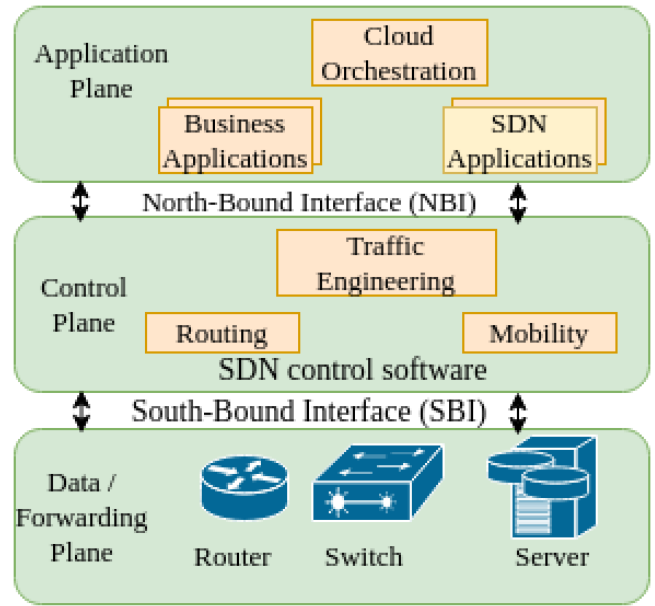 Application
Plane
Cloud
Orchestration
Business
Applications
SDN
Applications
North-Bound Interface (NBI)
Control
Plane
Traffic
Engineering
Routing
Mobility
SDN control software
South-Bound Interface (SBI)
Data /
Forwarding
Plane
Router
Switch
Server